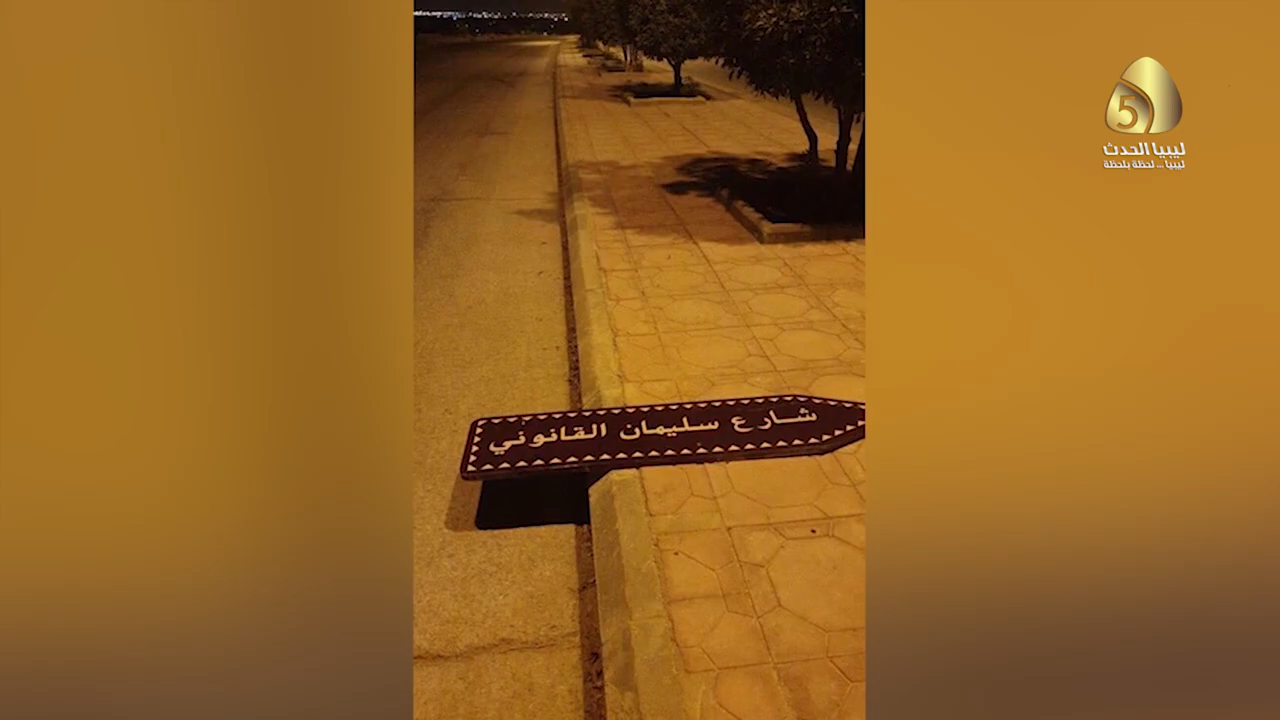 5
ليبيا الحدث
ليبيا ... لحظة بلحظة
شارع سليمان القانوني